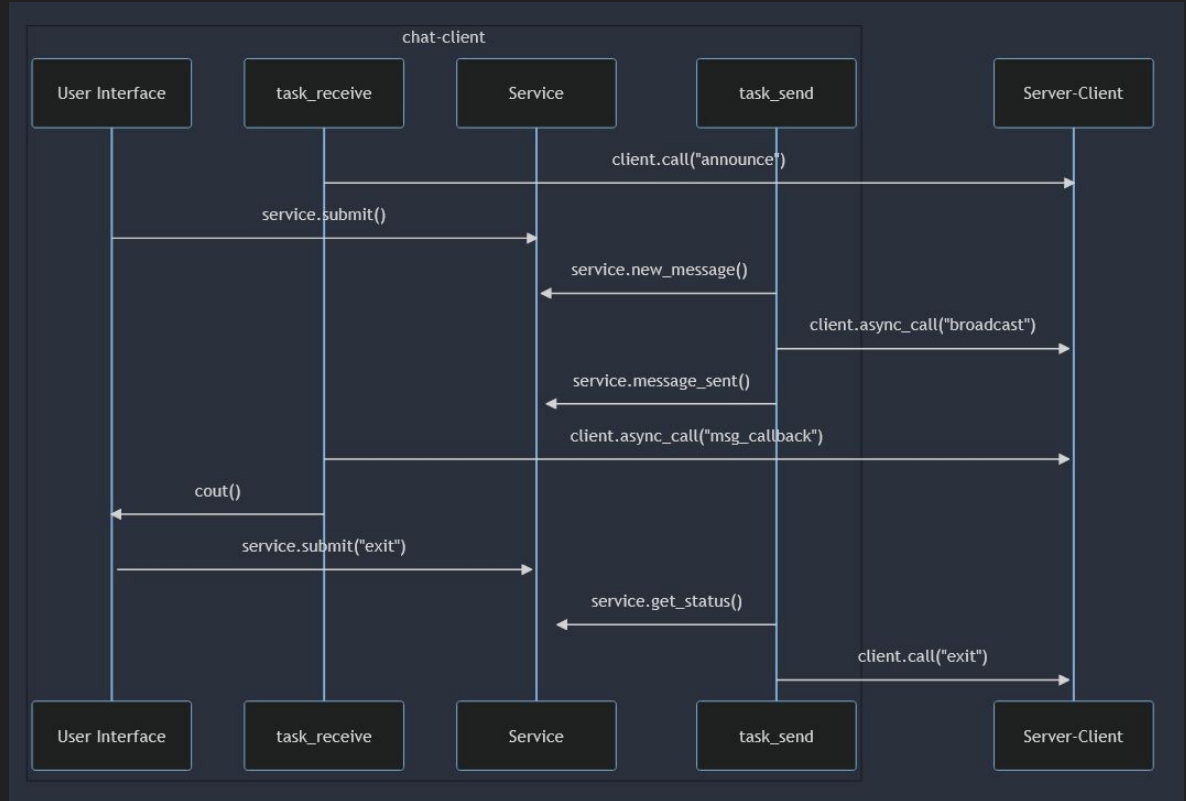 chat-client
User Interface
task_receive
Service
task_send
Server-Client
client.call("announce")
service.submit()
service.new_message()
client.async_call("broadcast")
service.message_sent()
client.async_call("msg_callback")
cout()
service.submit("exit")
service.get_status()
client.call("exit")
User Interface
task_receive
Service
task_send
Server-Client